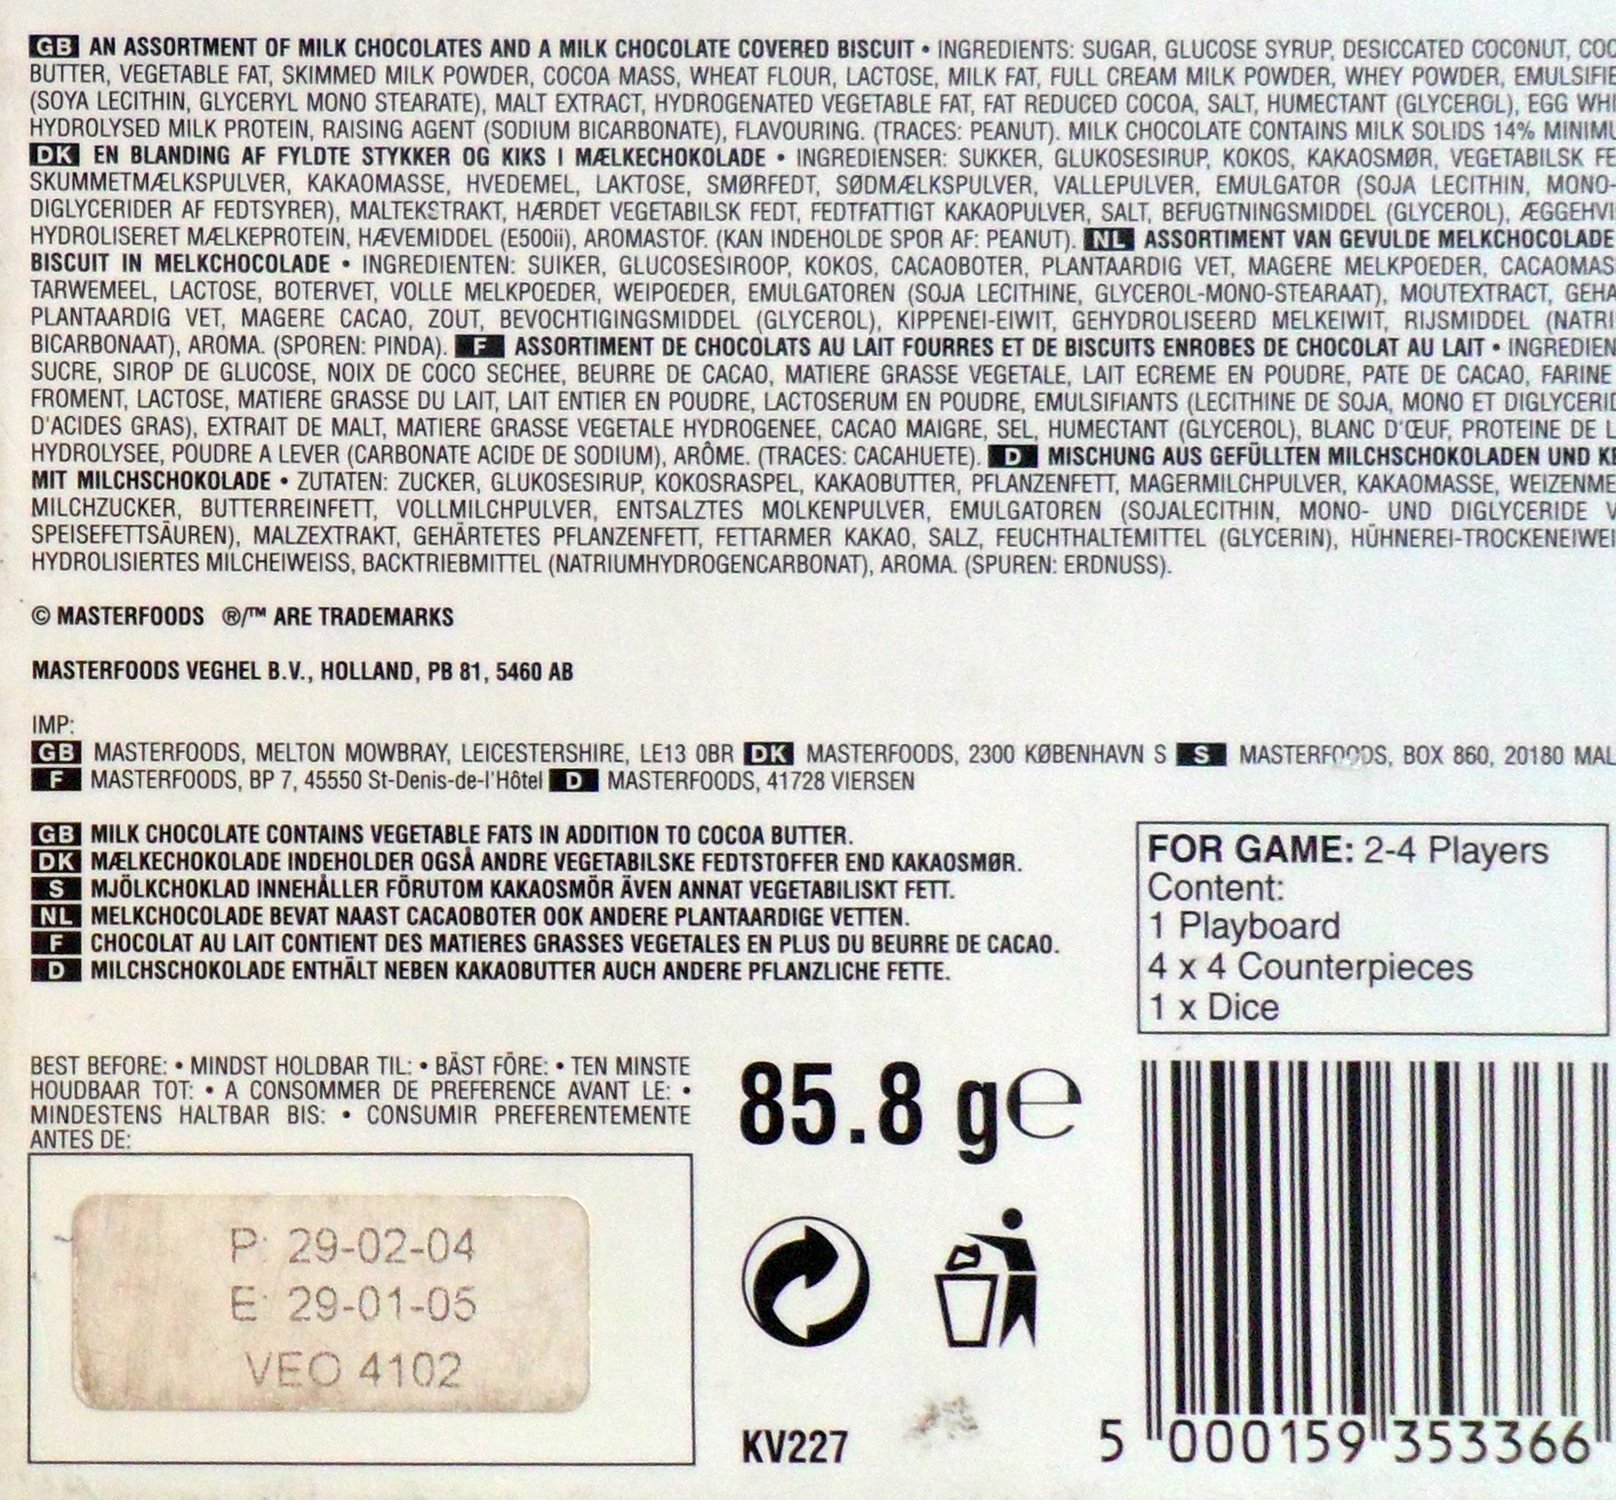 GB AN ASSORTMENT OF MILK CHOCOLATES AND A MILK CHOCOLATE COVERED BISCUIT • INGREDIENTS: SUGAR, GLUCOSE SYRUP, DESICCATED COCONUT,
BUTTER, VEGETABLE FAT, SKIMMED MILK POWDER, COCOA MASS, WHEAT FLOUR, LACTOSE, MILK FAT, FULL CREAM MILK POWDER, WHEY POWDER,
(SOYA LECITHIN, GLYCERYL MONO STEARATE), MALT EXTRACT, HYDROGENATED VEGETABLE FAT, FAT REDUCED COCOA, SALT, HUMECTANT (GLYCEROL), EGG
HYDROLYSED MILK PROTEIN, RAISING AGENT (SODIUM BICARBONATE), FLAVOURING. (TRACES: PEANUT). MILK CHOCOLATE CONTAINS MILK SOLIDS 14%
DK EN BLANDING AF FYLDTE STYKKER OG KIKS I MÆLKECHOKOLADE • INGREDIENSER: SUKKER, GLUKOSESIRUP, KOKOS, KAKAOSMØR, VEGETABILSK
SKUMMETMÆLKSPULVER, KAKAOMASSE, HVEDEMEL, LAKTOSE, SMØRFEDT, SØDMÆLKSPULVER, VALLEPULVER, EMULGATOR (SOJA LECITHIN, MONO-
DIGLYCERIDER AF FEDTSYRER), MALTEKSTRAKT, HÆRDET VEGETABILSK FEDT, FEDTFATTIGT KAKAOPULVER, SALT, BEFUGTNINGSMIDDEL (GLYCEROL),
HYDROLISERET MÆLKEPROTEIN, HÆVEMIDDEL (E500ii), AROMASTOF. (KAN INDEHOLDE SPOR AF: PEANUT). NL ASSORTIMENT VAN GEVULDE MELKCHOCOLADE
BISCUIT IN MELKCHOCOLADE • INGREDIENTEN: SUIKER, GLUCOSESIROOP, KOKOS, CACAOBOTER, PLANTAARDIG VET, MAGERE MELKPOEDER,
TARWEMEEL, LACTOSE, BOTERVET, VOLLE MELKPOEDER, WEIPOEDER, EMULGATOREN (SOJA LECITHINE, GLYCEROL-MONO-STEARAAT), MOUTEXTRACT,
PLANTAARDIG VET, MAGERE CACAO, ZOUT, BEVOCHTIGINGSMIDDEL (GLYCEROL), KIPPENEI-EIWIT, GEHYDROLISEERD MELKEIWIT, RIJSMIDDEL
BICARBONAAT), AROMA. (SPOREN: PINDA). F ASSORTIMENT DE CHOCOLATS AU LAIT FOURRES ET DE BISCUITS ENROBES DE CHOCOLAT AU LAIT •
SUCRE, SIROP DE GLUCOSE, NOIX DE COCO SECHEE, BEURRE DE CACAO, MATIERE GRASSE VEGETALE, LAIT ECREME EN POUDRE, PATE DE CACAO, FARINE
FROMENT, LACTOSE, MATIERE GRASSE DU LAIT, LAIT ENTIER EN POUDRE, LACTOSERUM EN POUDRE, EMULSIFIANTS (LECITHINE DE SOJA, MONO ET
D'ACIDES GRAS), EXTRAIT DE MALT, MATIERE GRASSE VEGETALE HYDROGENEE, CACAO MAIGRE, SEL, HUMECTANT (GLYCEROL), BLANC D'ŒUF, PROTEINE DE
HYDROLYSEE, POUDRE A LEVER (CARBONATE ACIDE DE SODIUM), ARÔME. (TRACES: CACAHUETE). D MISCHUNG AUS GEFÜLLTEN MILCHSCHOKOLADEN UND
MIT MILCHSCHOKOLADE • ZUTATEN: ZUCKER, GLUKOSESIRUP, KOKOSRASPEL, KAKAOBUTTER, PFLANZENFETT, MAGERMILCHPULVER, KAKAOMASSE,
MILCHZUCKER, BUTTERREINFETT, VOLLMILCHPULVER, ENTSALZTES MOLKENPULVER, EMULGATOREN (SOJALECITHIN, MONO- UND DIGLYCERIDE
SPEISEFETTSÄUREN), MALZEXTRAKT, GEHÄRTETES PFLANZENFETT, FETTARMER KAKAO, SALZ, FEUCHTHALTEMITTEL (GLYCERIN),
HYDROLISIERTES MILCHEIWEISS, BACKTRIEBMITTEL (NATRIUMHYDROGENCARBONAT), AROMA. (SPUREN: ERDNUSS).
© MASTERFOODS ®/™ ARE TRADEMARKS
MASTERFOODS VEGHEL B.V., HOLLAND, PB 81, 5460 AB
IMP:
GB MASTERFOODS, MELTON MOWBRAY, LEICESTERSHIRE, LE13 0BR DK MASTERFOODS, 2300 KØBENHAVN S S MASTERFOODS, BOX 860, 20180
F MASTERFOODS, BP 7, 45550 St-Denis-de-l'Hôtel D MASTERFOODS, 41728 VIERSEN
GB MILK CHOCOLATE CONTAINS VEGETABLE FATS IN ADDITION TO COCOA BUTTER.
DK MÆLKECHOKOLADE INDEHOLDER OGSÅ ANDRE VEGETABILSKE FEDTSTOFFER END KAKAOSMØR.
S MJÖLKCHOKLAD INNEHÅLLER FÖRUTOM KAKAOSMÖR ÄVEN ANNAT VEGETABILISKT FETT.
NL MELKCHOCOLADE BEVAT NAAST CACAOBOTER OOK ANDERE PLANTAARDIGE VETTEN.
F CHOCOLAT AU LAIT CONTIENT DES MATIERES GRASSES VEGETALES EN PLUS DU BEURRE DE CACAO.
D MILCHSCHOKOLADE ENTHÄLT NEBEN KAKAOBUTTER AUCH ANDERE PFLANZLICHE FETTE.
FOR GAME: 2-4 Players
Content:
1 Playboard
4 x 4 Counterpieces
1 x Dice
BEST BEFORE: • MINDST HOLDBAR TIL: • BÄST FÖRE: • TEN MINSTE
HOUDBAAR TOT: • A CONSOMMER DE PREFERENCE AVANT LE: •
MINDESTENS HALTBAR BIS: • CONSUMIR PREFERENTEMENTE
ANTES DE:
P: 29-02-04
E: 29-01-05
VEO 4102
85.8 g℮
KV227
5 000159 353366